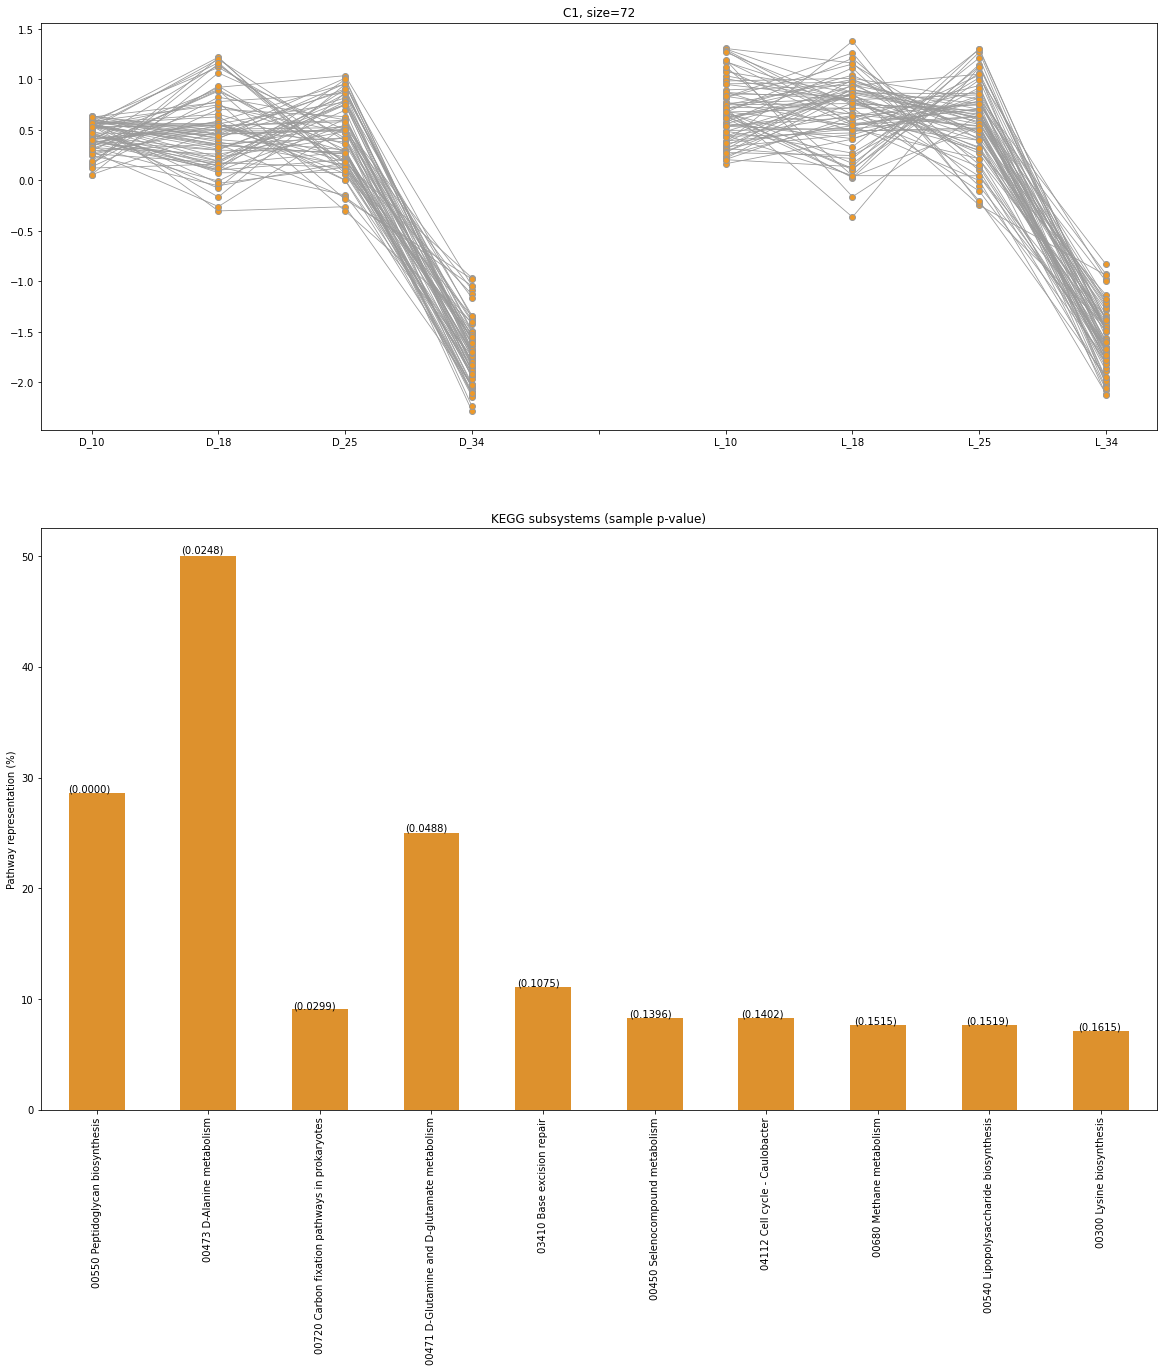 C1, size=72
1.5
1.0
0.5
0.0
−0.5
−1.0
−1.5
−2.0
D_10 D_18 D_25 D_34 L_10 L_18 L_25 L_34
KEGG subsystems (sample p-value)
Pathway representation (%)
50
40
30
20
10
0
(0.0000)
(0.0248)
(0.0299)
(0.0488)
(0.1075)
(0.1396)
(0.1402)
(0.1515)
(0.1519)
(0.1615)
00550 Peptidoglycan biosynthesis
00473 D-Alanine metabolism
00720 Carbon fixation pathways in prokaryotes
00471 D-Glutamine and D-glutamate metabolism
03410 Base excision repair
00450 Selenocompound metabolism
04112 Cell cycle - Caulobacter
00680 Methane metabolism
00540 Lipopolysaccharide biosynthesis
00300 Lysine biosynthesis